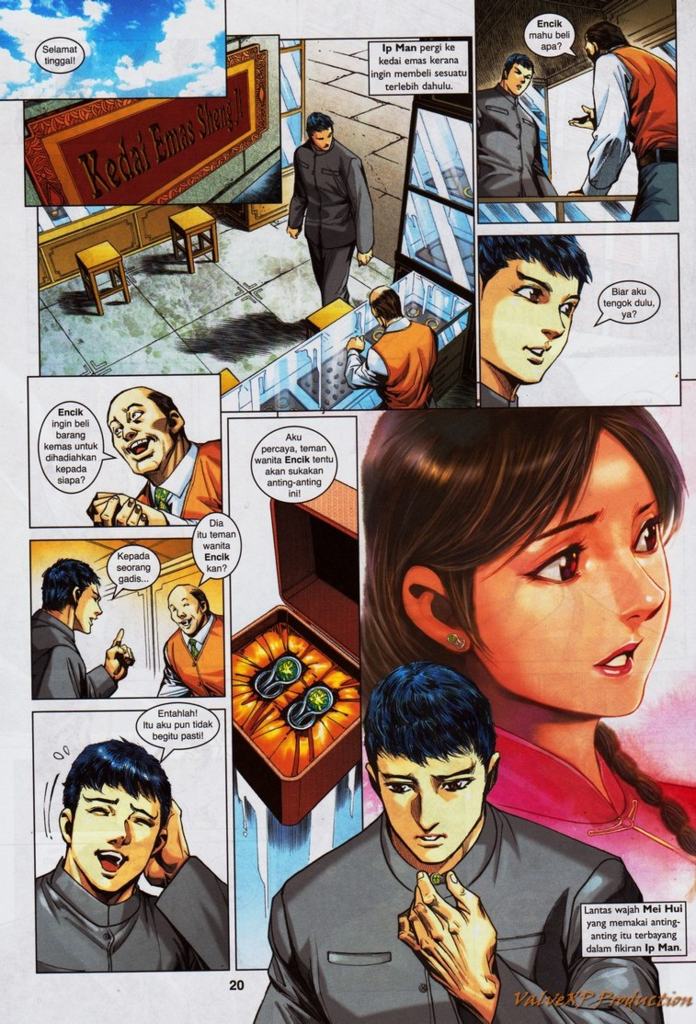 Selamat
tinggal!
Kedai Emas Sheng Ji
Ip Man pergi ke
kedai emas kerana
ingin membeli sesuatu
terlebih dahulu.
Encik
mahu beli
apa?
Biar aku
tengok dulu,
ya?
Encik
ingin beli
barang
kemas untuk
dihadiahkan
kepada
siapa?
Kepada
seorang
gadis...
Dia
itu teman
wanita
Encik
kan?
Entahlah!
Itu aku pun tidak
begitu pasti!
Aku
percaya, teman
wanita Encik tentu
akan sukakan
anting-anting
ini!
Lantas wajah Mei Hui
yang memakai anting-
anting itu terbayang
dalam fikiran Ip Man.
20
ValveXP Production